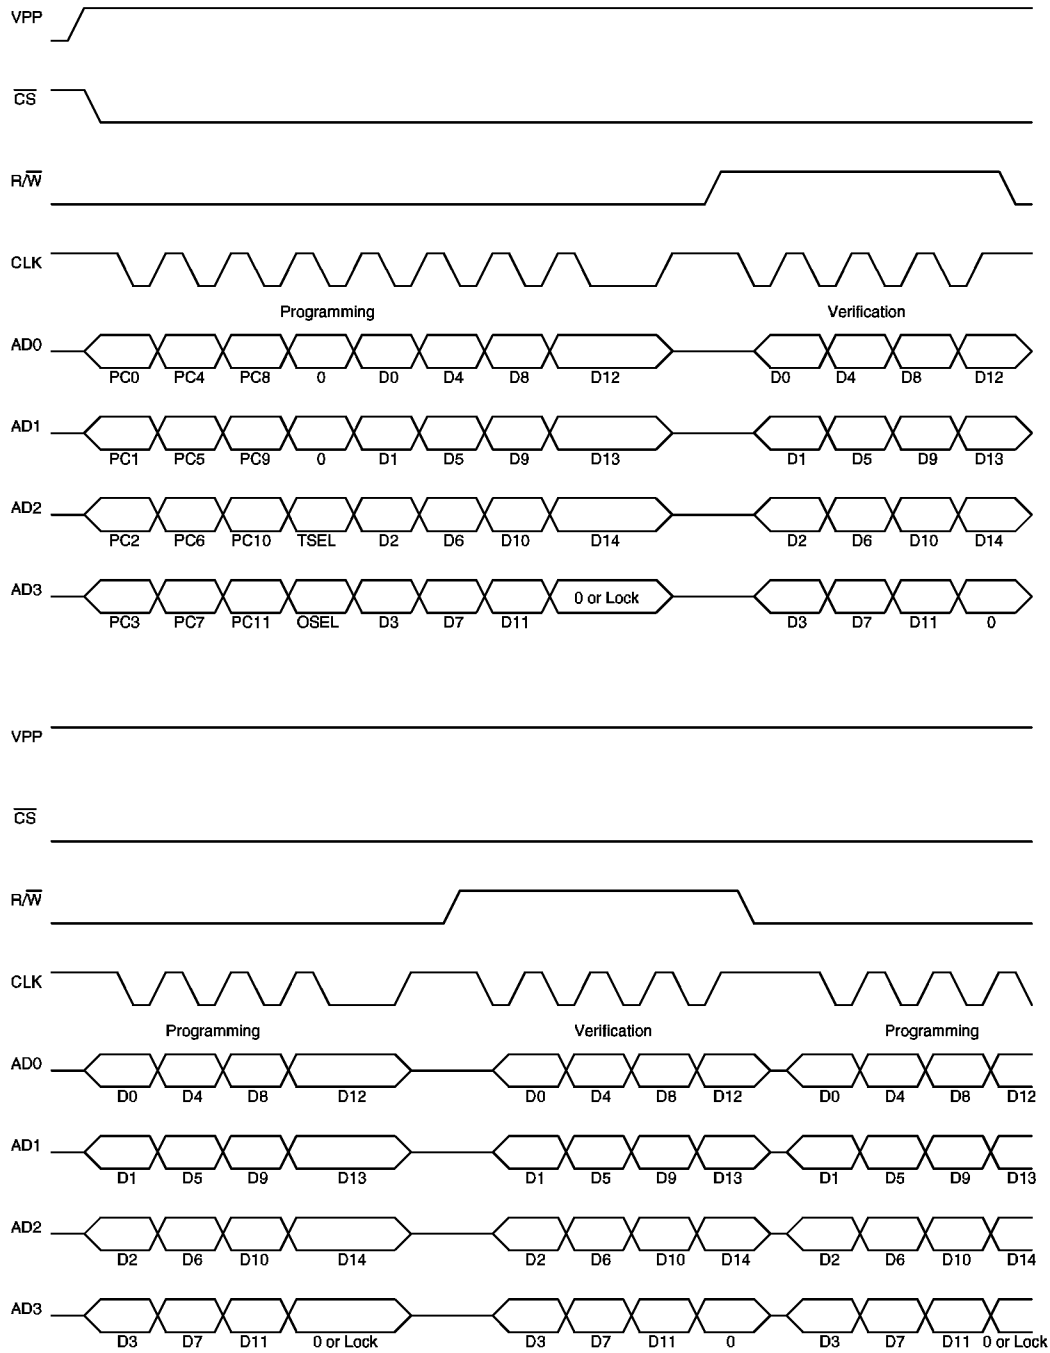 VPP
CS
R/W
CLK
Programming Verification
AD0
PC0 PC4 PC8 0 D0 D4 D8 D12 D0 D4 D8 D12
AD1
PC1 PC5 PC9 0 D1 D5 D9 D13 D1 D5 D9 D13
AD2
PC2 PC6 PC10 TSEL D2 D6 D10 D14 D2 D6 D10 D14
AD3 0 or Lock
PC3 PC7 PC11 OSEL D3 D7 D11 D3 D7 D11 0
VPP
CS
R/W
CLK
Programming Verification Programming
AD0
D0 D4 D8 D12 D0 D4 D8 D12 D0 D4 D8 D12
AD1
D1 D5 D9 D13 D1 D5 D9 D13 D1 D5 D9 D13
AD2
D2 D6 D10 D14 D2 D6 D10 D14 D2 D6 D10 D14
AD3
D3 D7 D11 0 or Lock D3 D7 D11 0 D3 D7 D11 0 or Lock